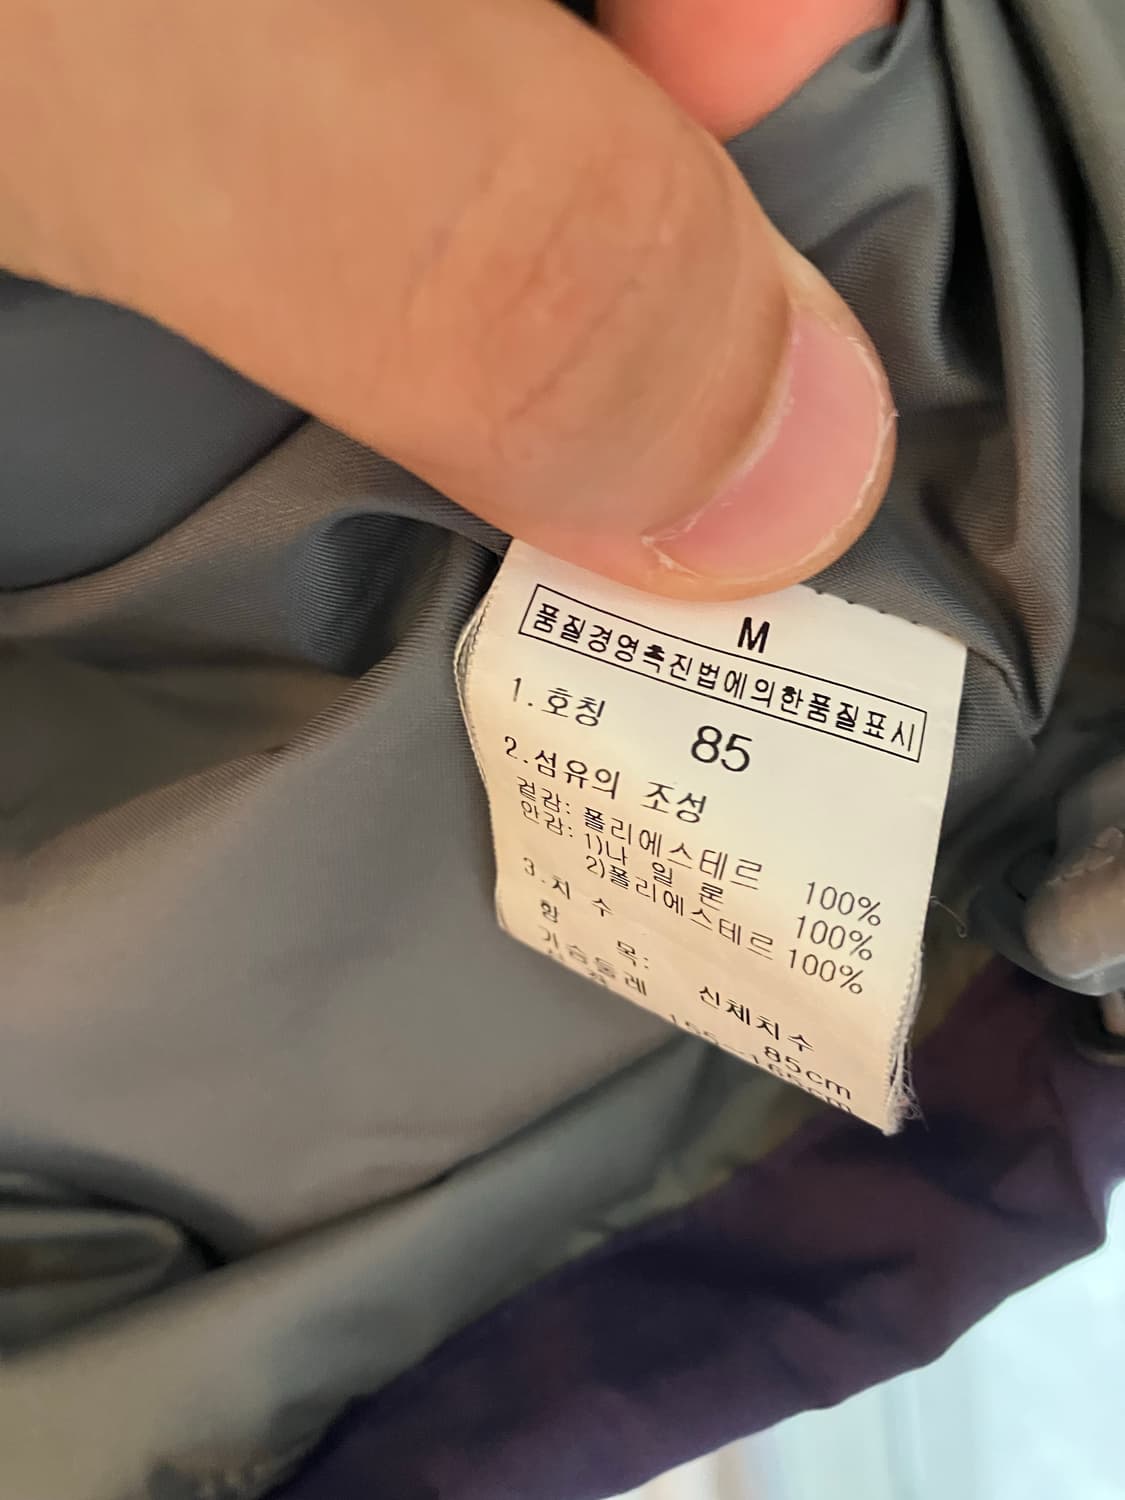 M
품질경영촉진법에의한품질표시
1.호칭 85
2.섬유의 조성
겉감: 폴리에스테르 100%
안감: 1)나 일 론 100%
2)폴리에스테르 100%
3.치 수
항 목: 신체치수
가슴둘레 85cm